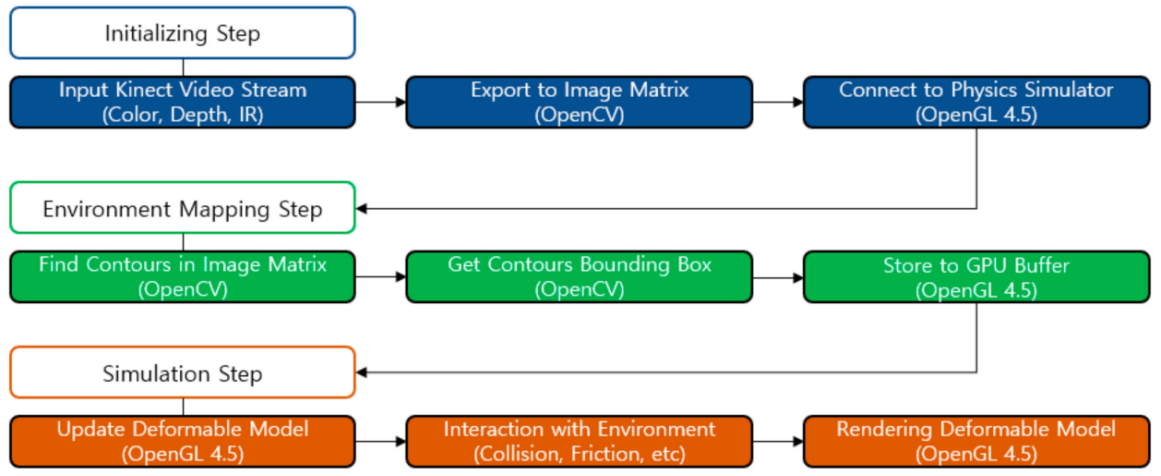 Initializing Step
Input Kinect Video Stream
(Color, Depth, IR)
Export to Image Matrix
(OpenCV)
Connect to Physics Simulator
(OpenGL 4.5)
Environment Mapping Step
Find Contours in Image Matrix
(OpenCV)
Get Contours Bounding Box
(OpenCV)
Store to GPU Buffer
(OpenGL 4.5)
Simulation Step
Update Deformable Model
(OpenGL 4.5)
Interaction with Environment
(Collision, Friction, etc)
Rendering Deformable Model
(OpenGL 4.5)